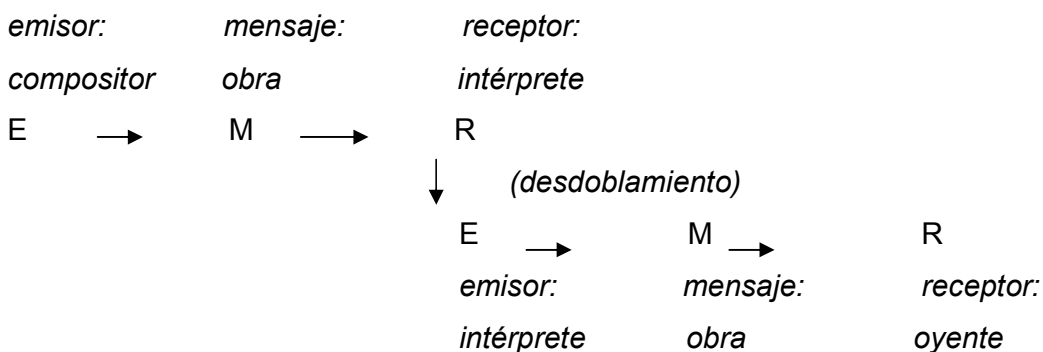 emisor: mensaje: receptor:
compositor obra intérprete
E M R
(desdoblamiento)
E M R
emisor: mensaje: receptor:
intérprete obra oyente